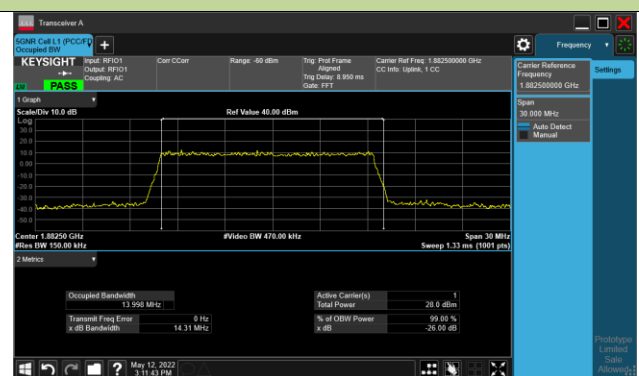 Transceiver A
5GNR Cell L1 (PCC/FD
Occupied BW
Frequency
KEYSIGHT
Input: RFIO1
Output: RFIO1
Coupling: AC
Corr CCorr
Range: -60 dBm
Trig: Prot Frame
Aligned
Trig Delay: 8.950 ms
Gate: FFT
Carrier Ref Freq: 1.882500000 GHz
CC Info: Uplink, 1 CC
PASS
Carrier Reference
Frequency
1.882500000 GHz
Settings
Span
30.000 MHz
Auto Detect
Manual
1 Graph
Scale/Div 10.0 dB
Ref Value 40.00 dBm
Log
30.0
20.0
10.0
0.00
-10.0
-20.0
-30.0
-40.0
-50.0
Center 1.88250 GHz
#Video BW 470.00 kHz
Span 30 MHz
#Res BW 150.00 kHz
Sweep 1.33 ms (1001 pts)
2 Metrics
Occupied Bandwidth
13.998 MHz
Active Carrier(s) 1
Total Power 28.0 dBm
Transmit Freq Error 0 Hz
x dB Bandwidth 14.31 MHz
% of OBW Power 99.00 %
x dB -26.00 dB
Prototype
Limited
Sale
Allowed
May 12, 2022
3:11:43 PM